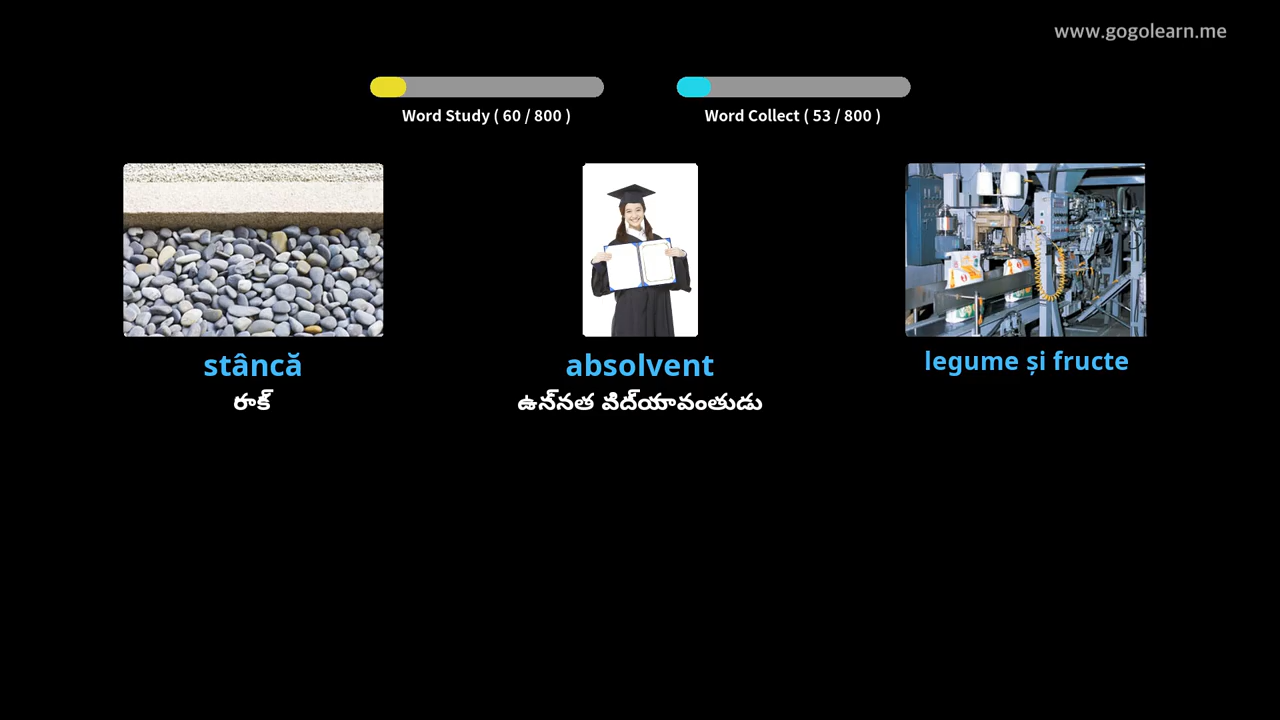 www.gogolearn.me
Word Study ( 60 / 800 )
Word Collect ( 53 / 800 )
stâncă
absolvent
legume și fructe
రాక్
ఉన్నత విద్యావంతుడు